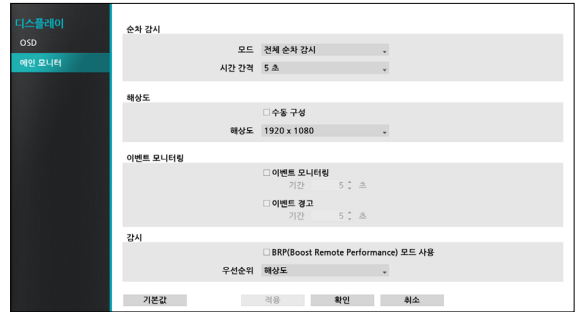 디스플레이
OSD
메인 모니터
순차 감시
모드 전체 순차 감시
시간 간격 5 초
해상도
수동 구성
해상도 1920 x 1080
이벤트 모니터링
이벤트 모니터링
기간 5 초
이벤트 경고
기간 5 초
감시
BRP(Boost Remote Performance) 모드 사용
우선순위 해상도
기본값 적용 확인 취소